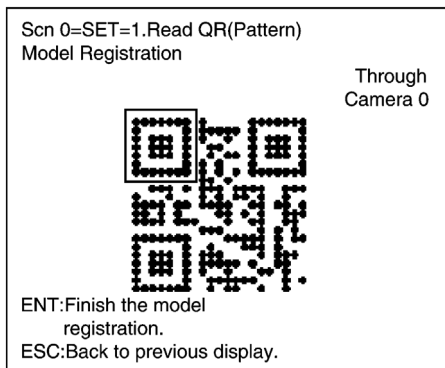 Scn 0=SET=1.Read QR(Pattern)
Model Registration
Through
Camera 0
ENT:Finish the model
registration.
ESC:Back to previous display.